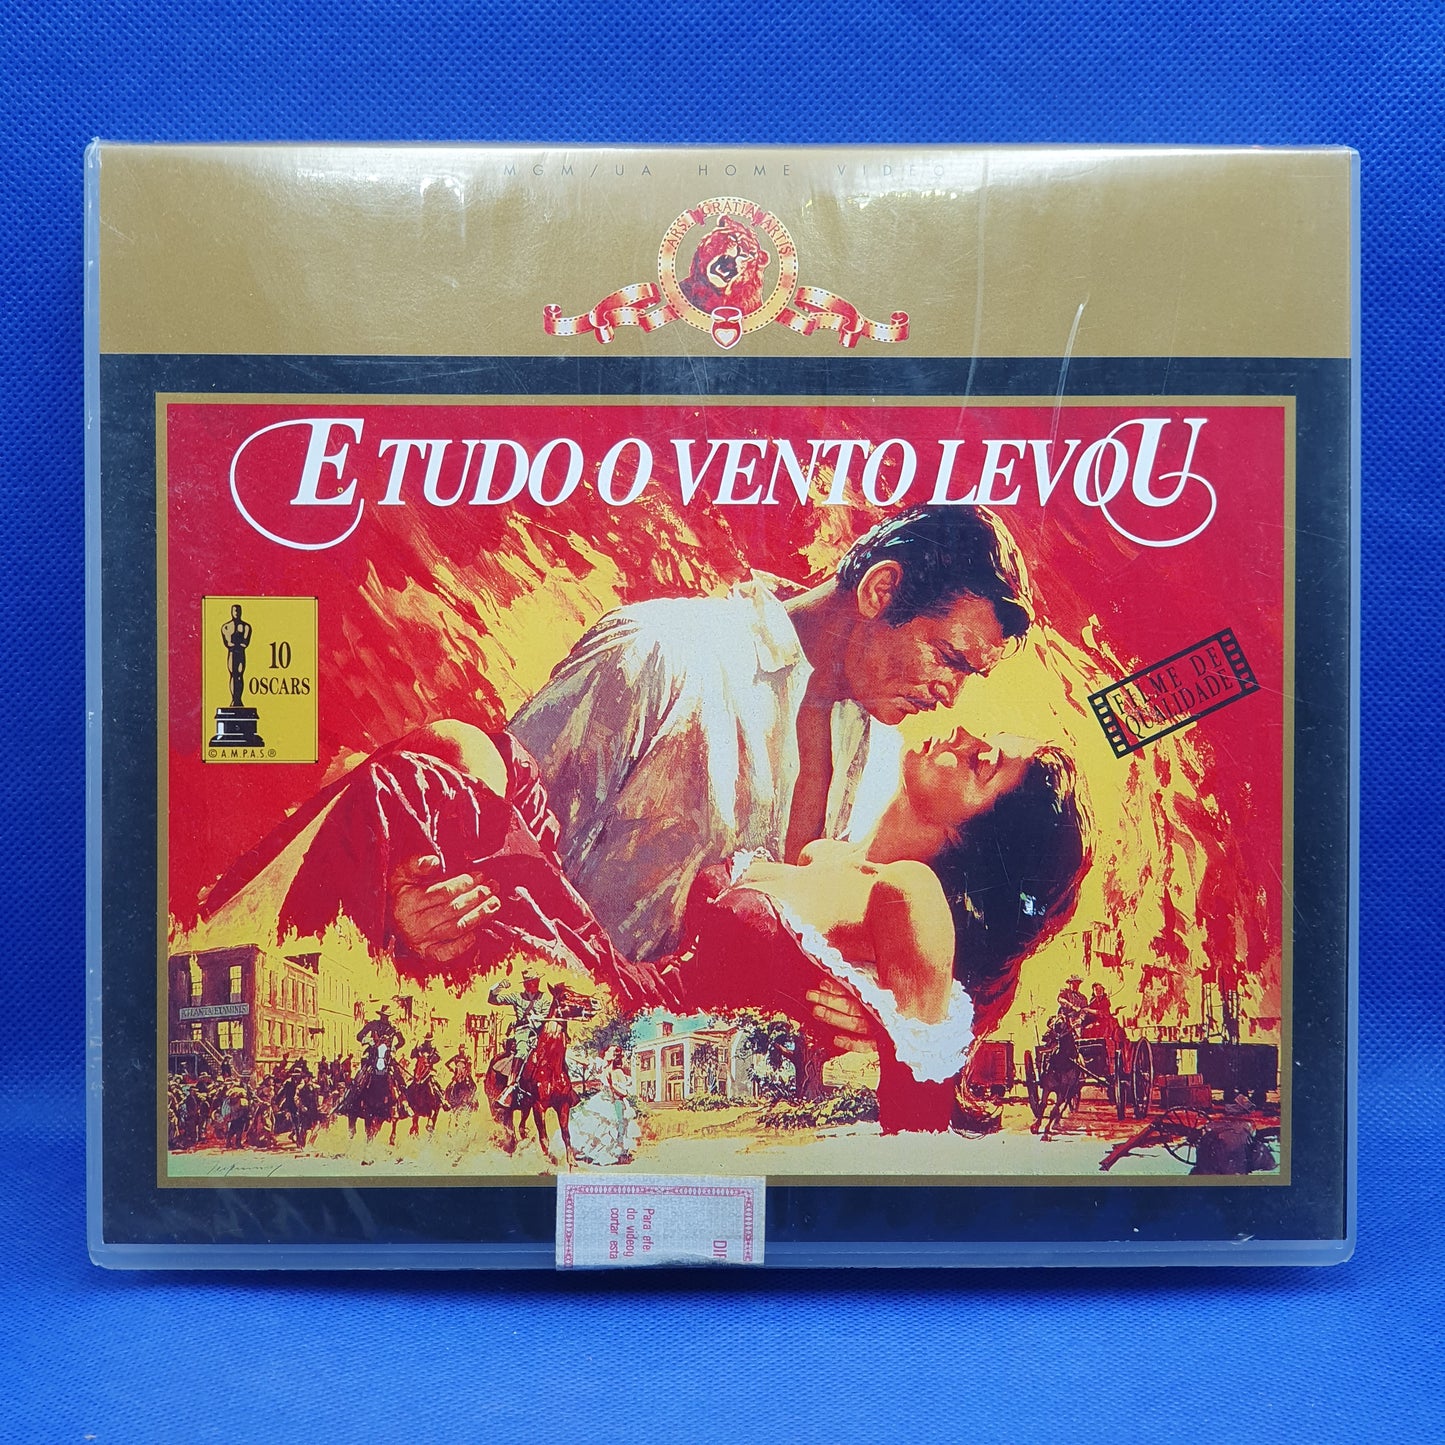 MGM/UA HOME VIDEO
ARS GRATIA ARTIS
E TUDO O VENTO LEVOU
10
OSCARS
© A.M.P.A.S.®
FILME DE
QUALIDADE
Para efe
do videog
cortar esta